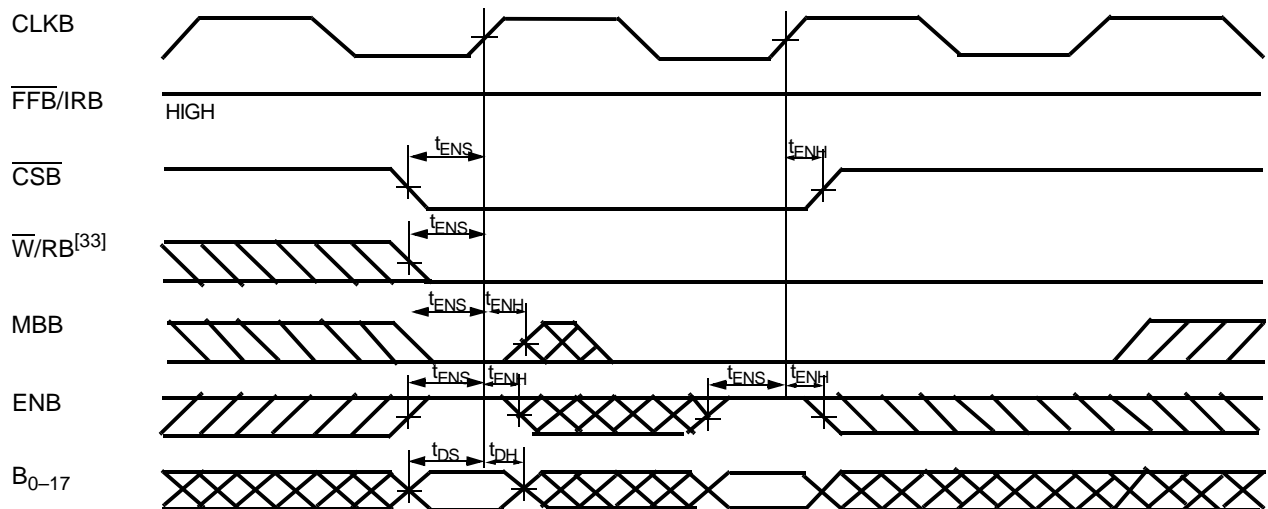 CLKB
FFB/IRB
HIGH
tENS
tENH
CSB
tENS
W/RB[33]
tENS tENH
MBB
tENS tENH tENS tENH
ENB
tDS tDH
B0–17